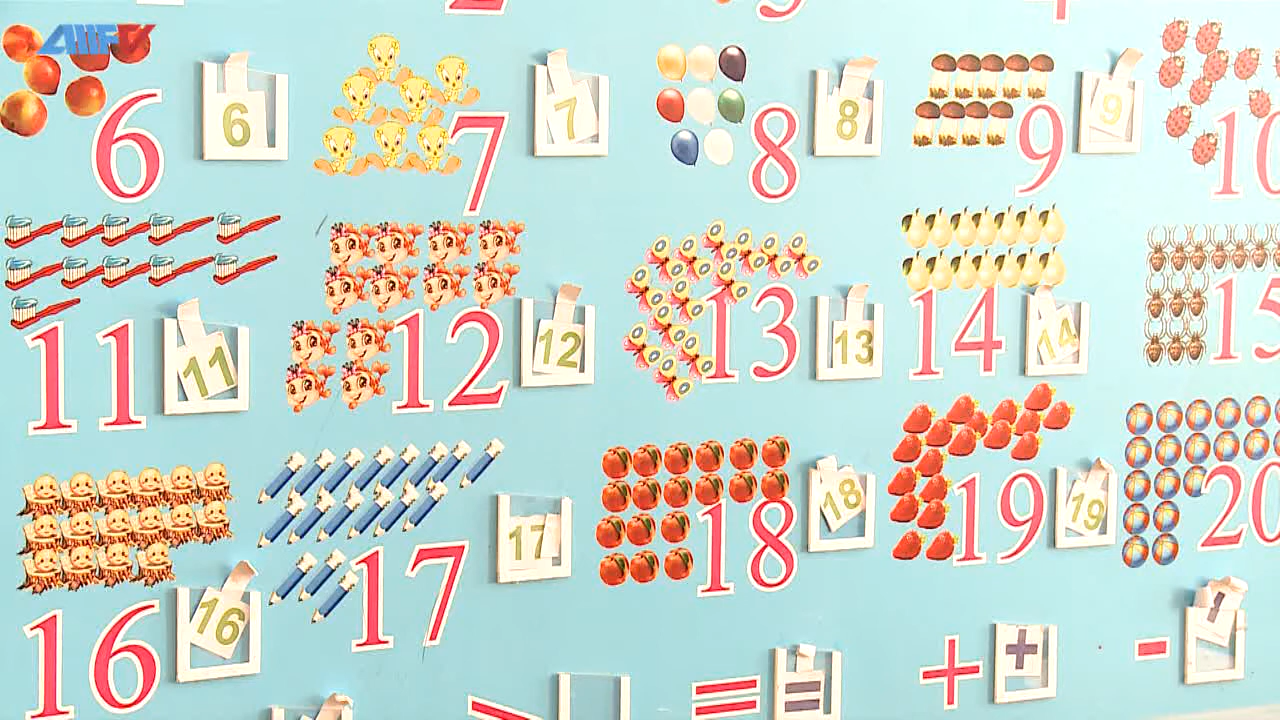 6 6 7 7 8 8 9 9 10
11 11 12 12 13 13 14 14 15
16 16 17 17 18 18 19 19 20
= = + + -